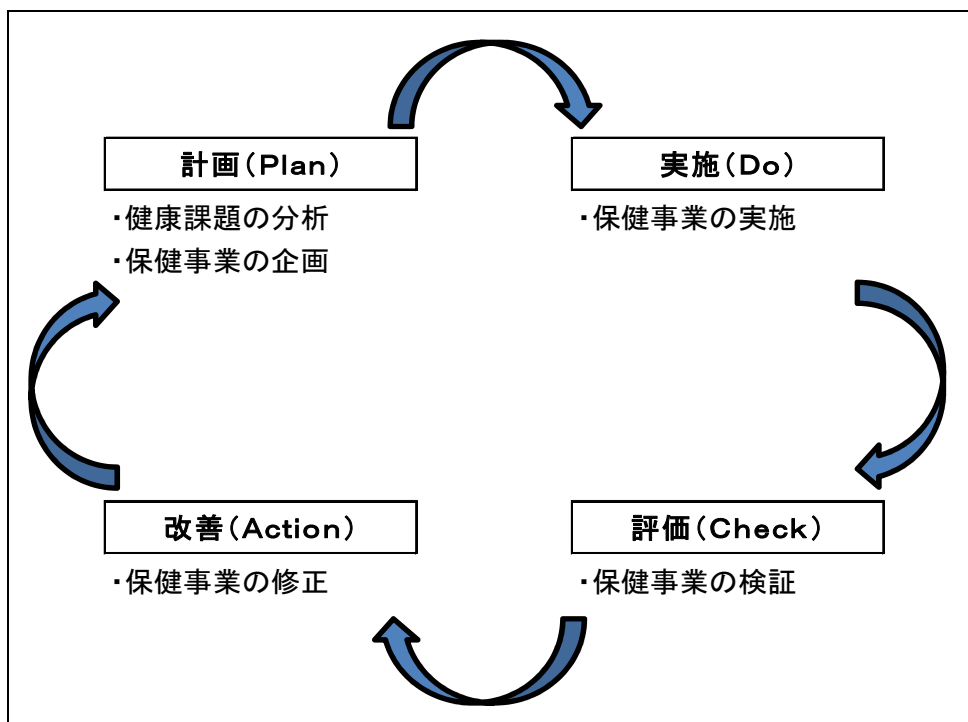 計画(Plan)
・健康課題の分析
・保健事業の企画
実施(Do)
・保健事業の実施
改善(Action)
・保健事業の修正
評価(Check)
・保健事業の検証